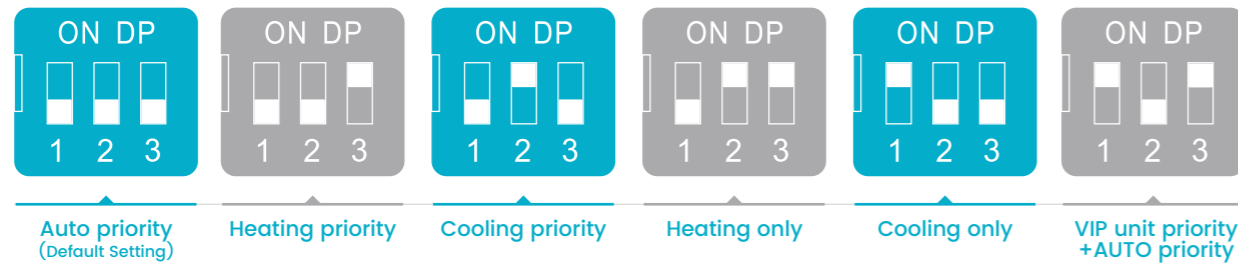 ON DP
1 2 3
Auto priority
(Default Setting)
ON DP
1 2 3
Heating priority
ON DP
1 2 3
Cooling priority
ON DP
1 2 3
Heating only
ON DP
1 2 3
Cooling only
ON DP
1 2 3
VIP unit priority
+AUTO priority